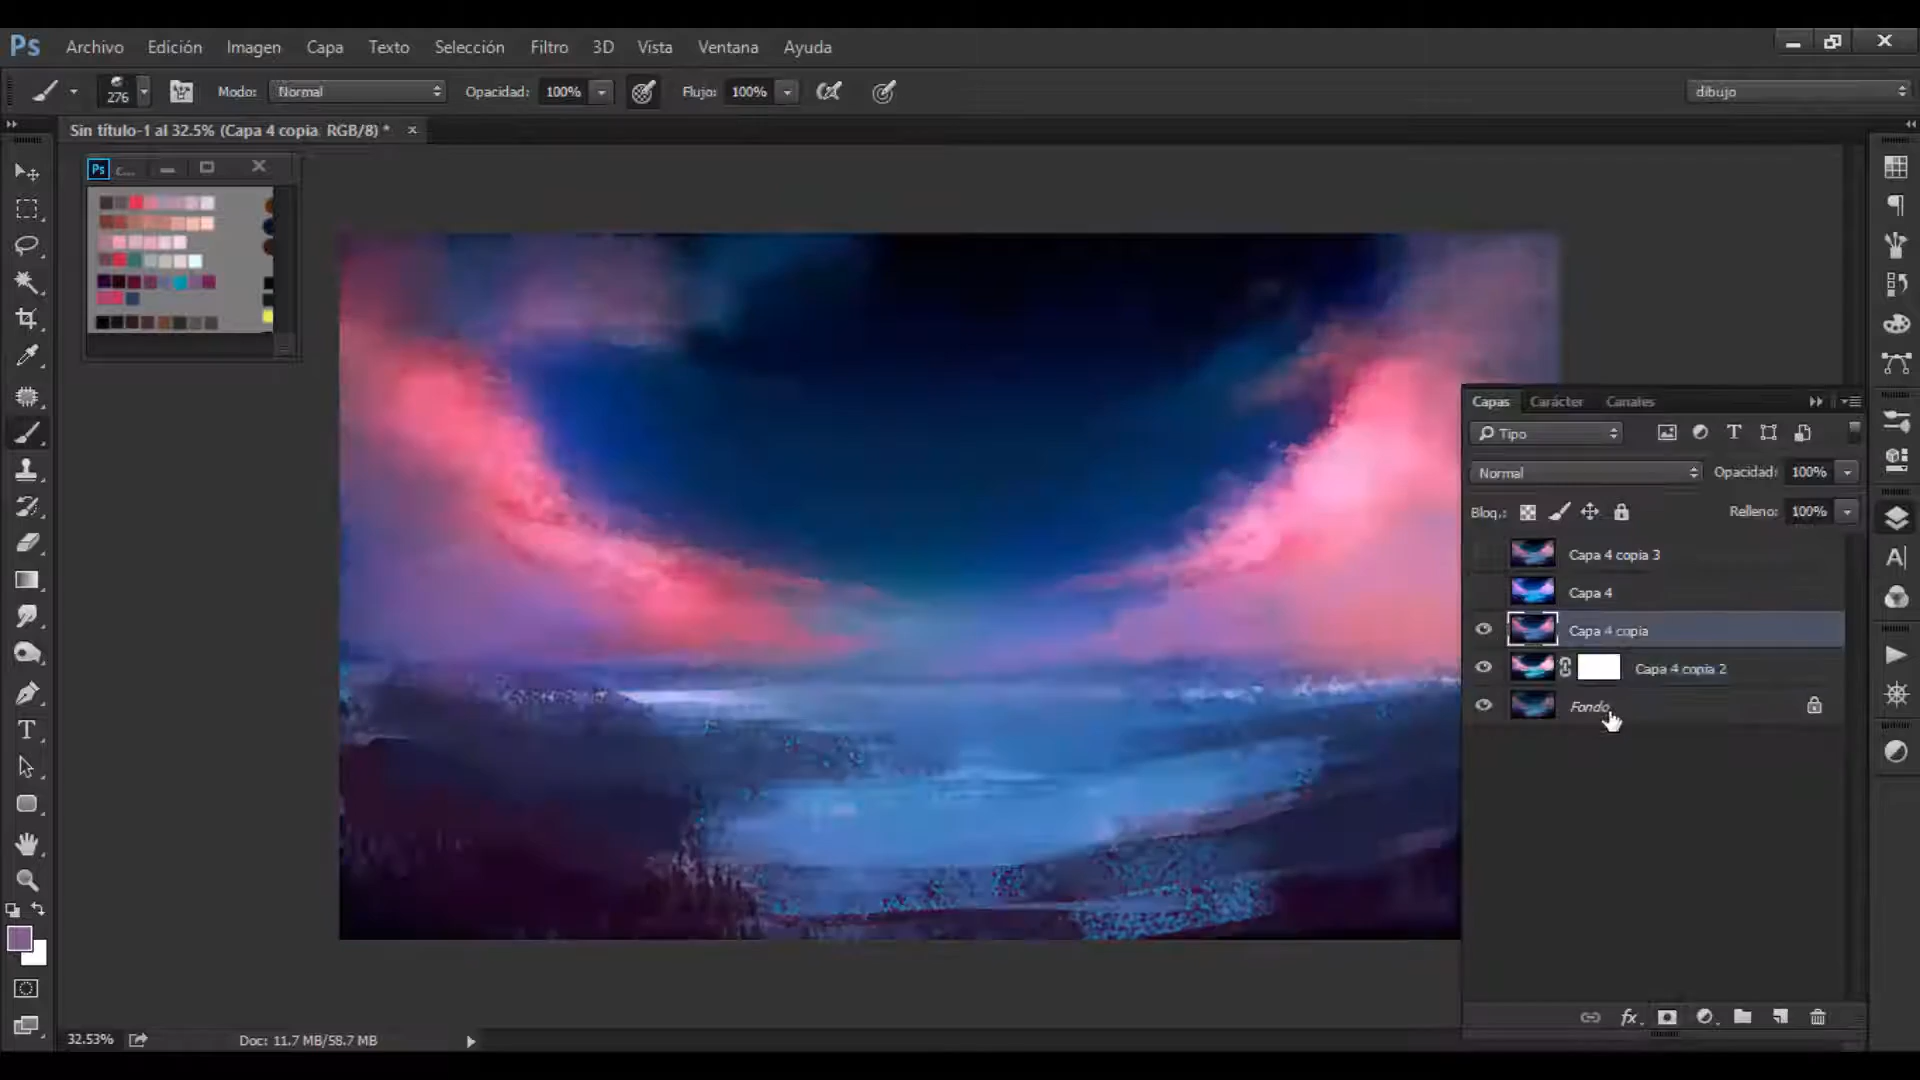 Ps Archivo Edición Imagen Capa Texto Selección Filtro 3D Vista Ventana Ayuda
276 Modo: Normal Opacidad: 100% Flujo: 100% dibujo
Sin título-1 al 32.5% (Capa 4 copia, RGB/8) *
Ps c...
Capas Carácter Canales
Tipo
Normal Opacidad: 100%
Bloq.: Relleno: 100%
Capa 4 copia 3
Capa 4
Capa 4 copia
Capa 4 copia 2
Fondo
fx
32.53% Doc: 11.7 MB/58.7 MB